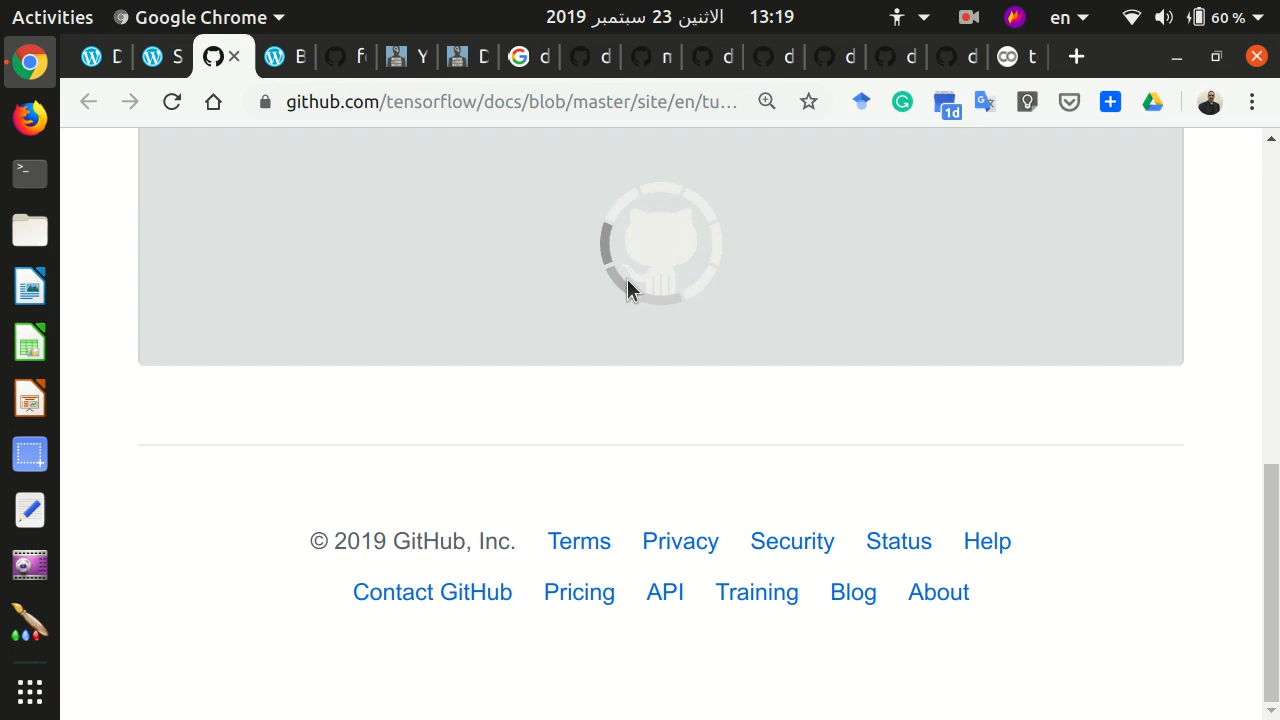 Activities Google Chrome الاثنين 23 سبتمبر 2019 13:19 en 60 %
D S B f Y D d d n d d d d d t
github.com/tensorflow/docs/blob/master/site/en/tu... 1d
© 2019 GitHub, Inc. Terms Privacy Security Status Help
Contact GitHub Pricing API Training Blog About